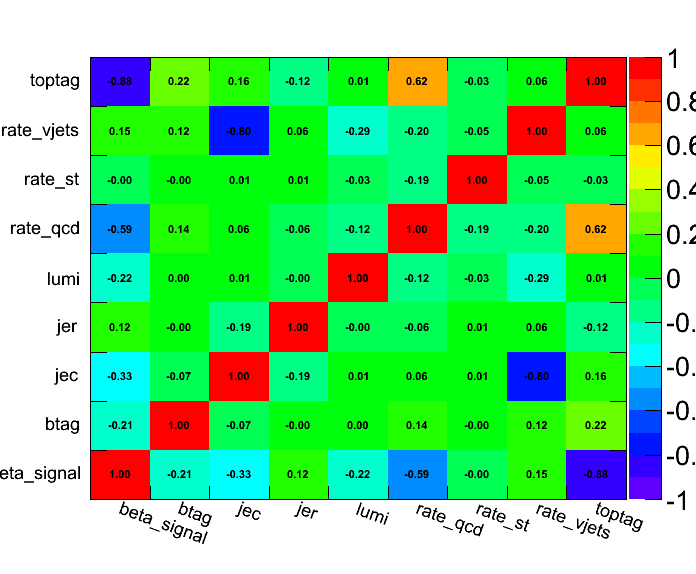 toptag -0.88 0.22 0.16 -0.12 0.01 0.62 -0.03 0.06 1.00
rate_vjets 0.15 0.12 -0.80 0.06 -0.29 -0.20 -0.05 1.00 0.06
rate_st -0.00 -0.00 0.01 0.01 -0.03 -0.19 1.00 -0.05 -0.03
rate_qcd -0.59 0.14 0.06 -0.06 -0.12 1.00 -0.19 -0.20 0.62
lumi -0.22 0.00 0.01 -0.00 1.00 -0.12 -0.03 -0.29 0.01
jer 0.12 -0.00 -0.19 1.00 -0.00 -0.06 0.01 0.06 -0.12
jec -0.33 -0.07 1.00 -0.19 0.01 0.06 0.01 -0.80 0.16
btag -0.21 1.00 -0.07 -0.00 0.00 0.14 -0.00 0.12 0.22
eta_signal 1.00 -0.21 -0.33 0.12 -0.22 -0.59 -0.00 0.15 -0.88
beta_signal btag jec jer lumi rate_qcd rate_st rate_vjets toptag
1
0.8
0.6
0.4
0.2
0
-0.
-0.
-0.
-0.
-1